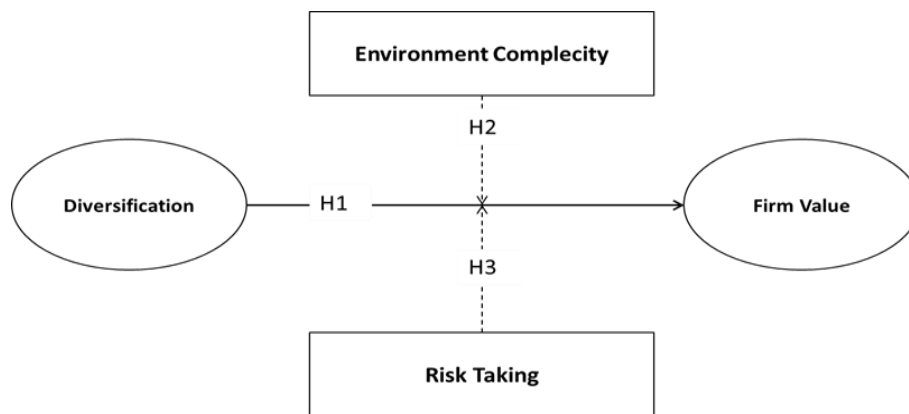 Environment Complecity
H2
Diversification
H1
Firm Value
H3
Risk Taking